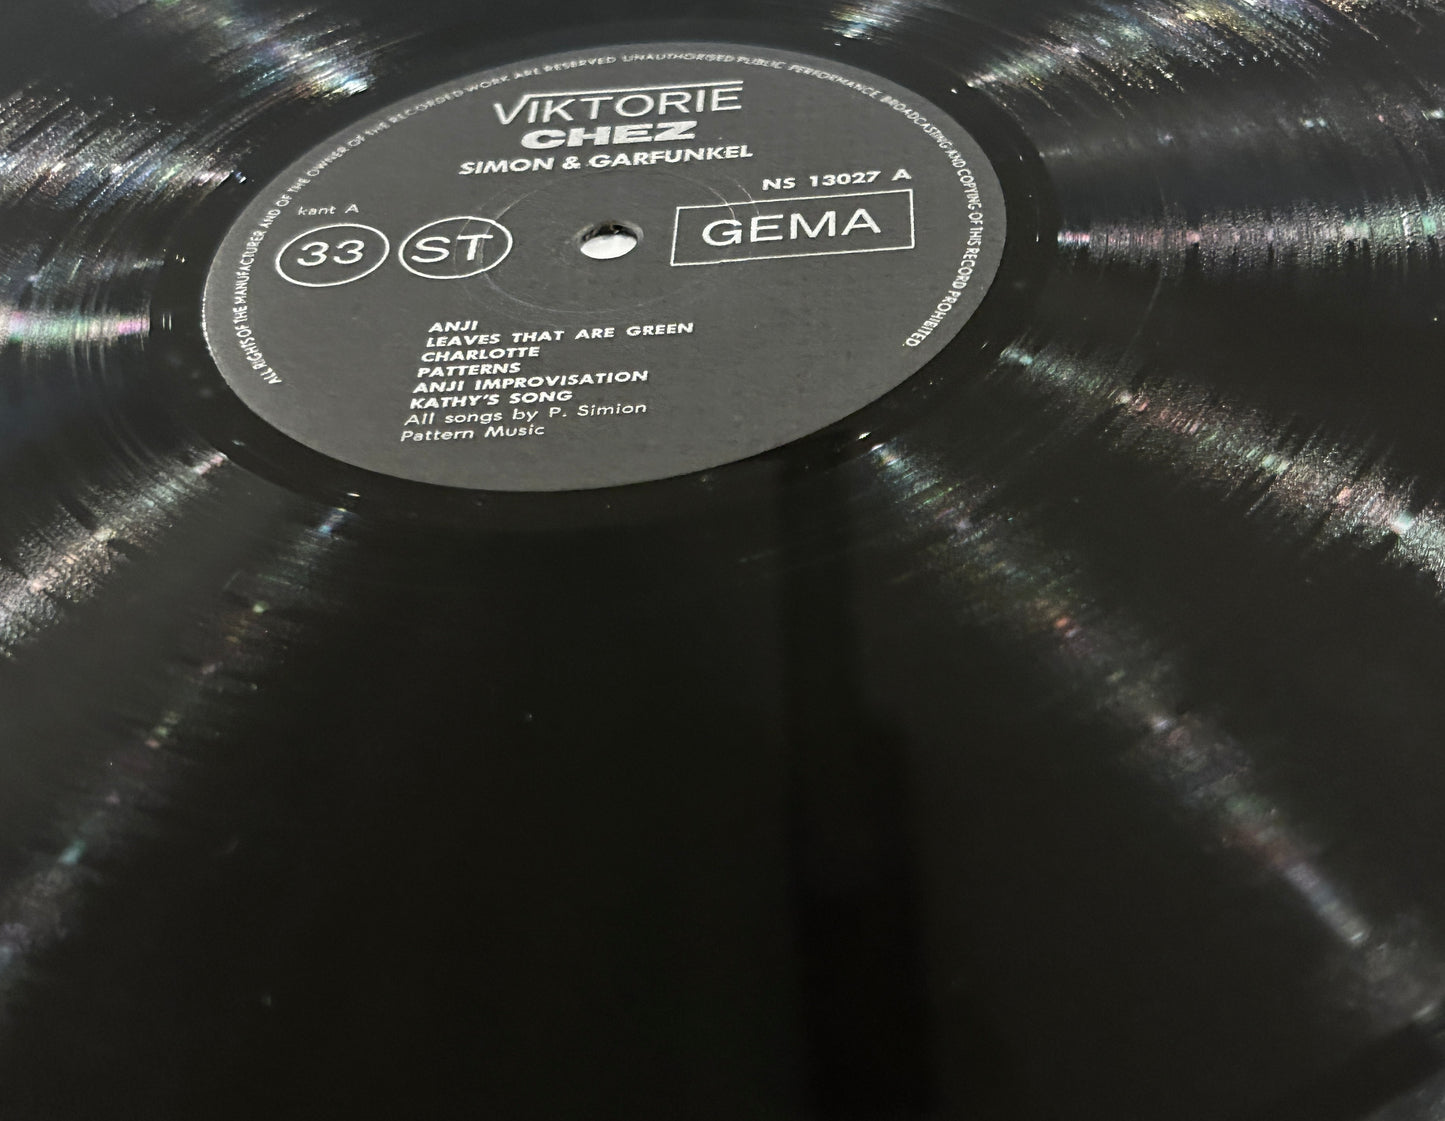 ALL RIGHTS OF THE MANUFACTURER AND OF THE OWNER OF THE RECORDED WORK ARE RESERVED UNAUTHORISED PUBLIC PERFORMANCE BROADCASTING AND COPYING OF THIS RECORD PROHIBITED
VIKTORIE
CHEZ
SIMON & GARFUNKEL
NS 13027 A
kant A
33 ST GEMA
ANJI
LEAVES THAT ARE GREEN
CHARLOTTE
PATTERNS
ANJI IMPROVISATION
KATHY'S SONG
All songs by P. Simion
Pattern Music